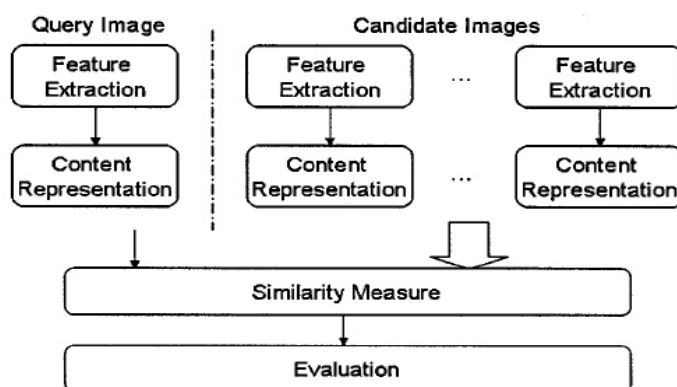 Query Image
Candidate Images
Feature
Extraction
Feature
Extraction
...
Feature
Extraction
Content
Representation
Content
Representation
...
Content
Representation
Similarity Measure
Evaluation